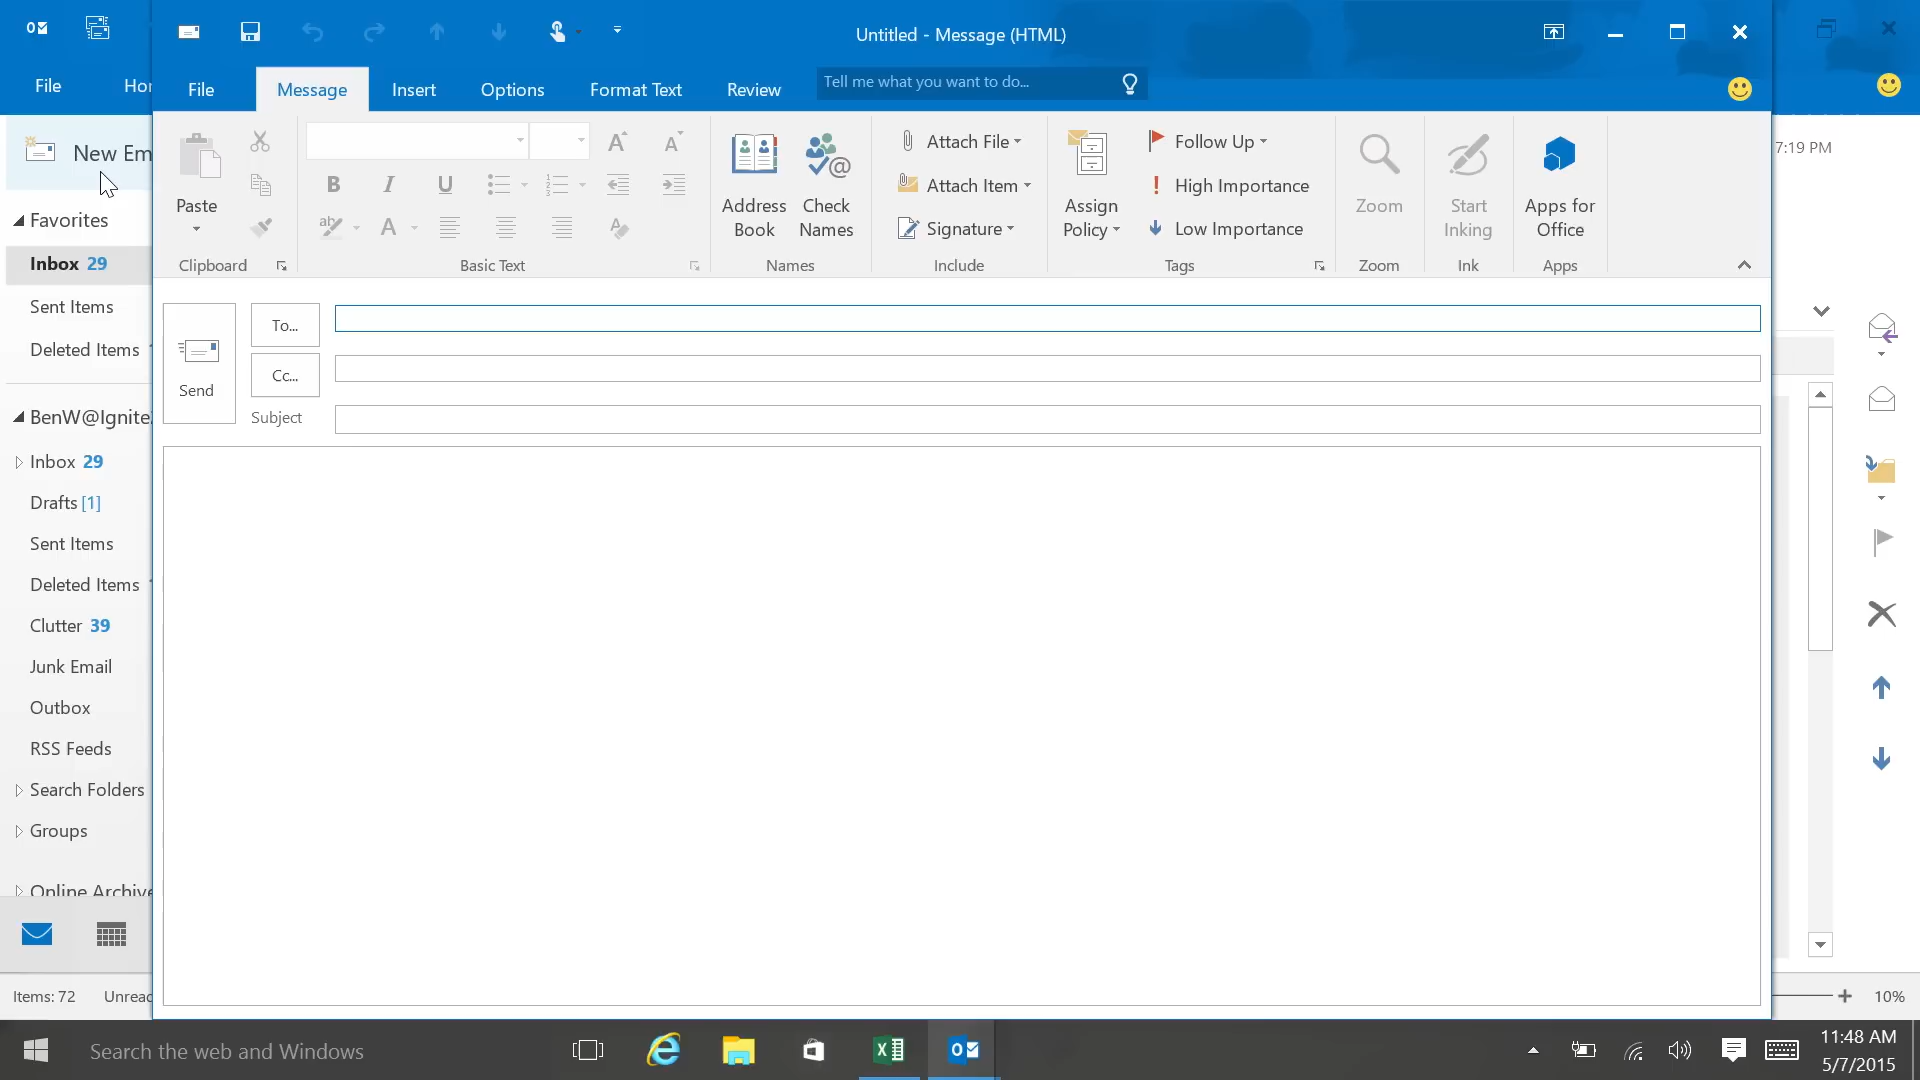 Untitled - Message (HTML)
File
Message
Insert
Options
Format Text
Review
Tell me what you want to do...
Paste
Clipboard
B I U
Basic Text
Address
Book
Check
Names
Names
Attach File
Attach Item
Signature
Include
Assign
Policy
Follow Up
High Importance
Low Importance
Tags
Zoom
Zoom
Start
Inking
Ink
Apps for
Office
Apps
Send
To...
Cc...
Subject
File
New Em
Favorites
Inbox 29
Sent Items
Deleted Items
BenW@Ignite
Inbox 29
Drafts [1]
Sent Items
Deleted Items
Clutter 39
Junk Email
Outbox
RSS Feeds
Search Folders
Groups
Online Archive
Items: 72
7:19 PM
10%
Search the web and Windows
11:48 AM
5/7/2015